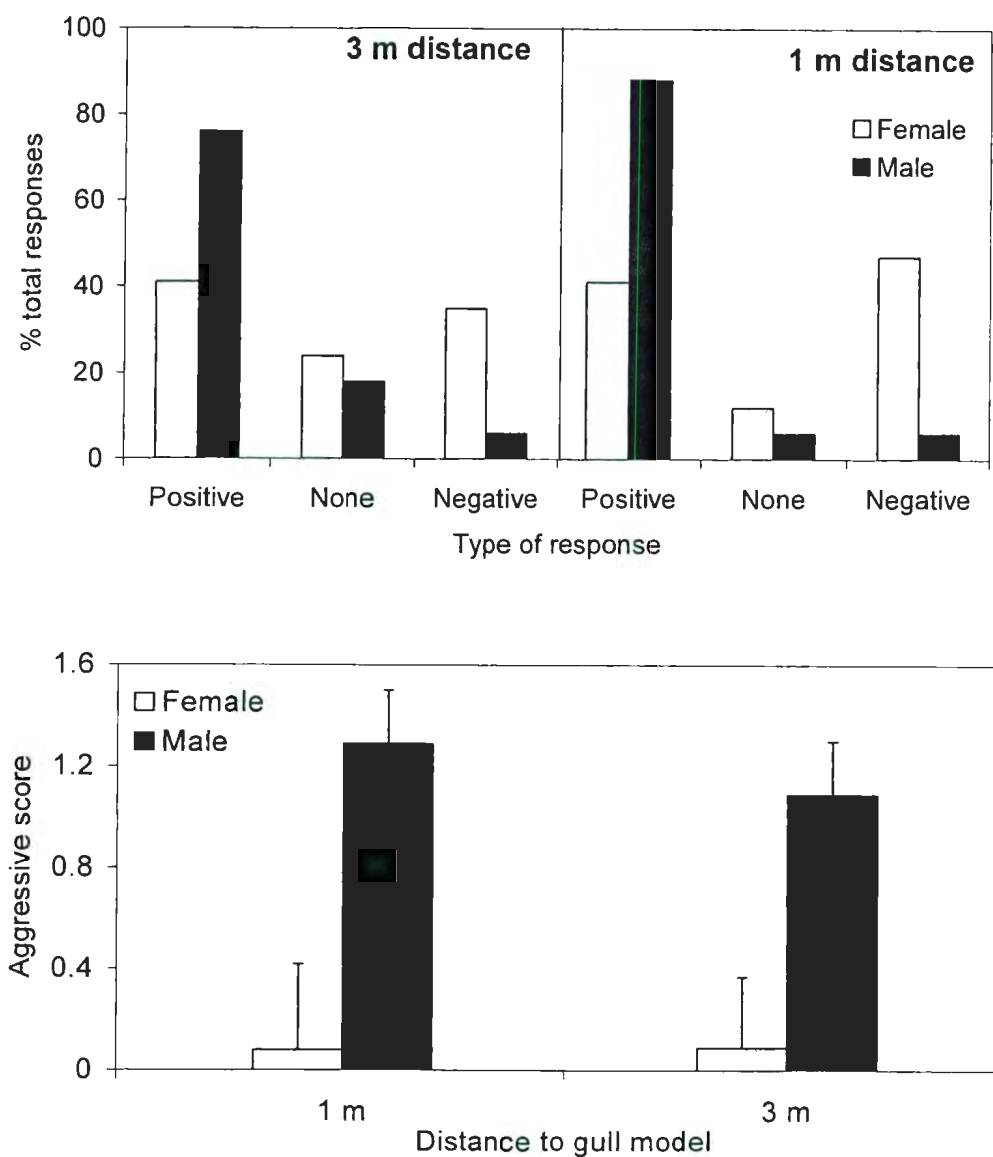 100
80
60
40
20
0
% total responses
3 m distance
1 m distance
Female
Male
Positive
None
Negative
Positive
None
Negative
Type of response
1.6
1.2
0.8
0.4
0
Aggressive score
Female
Male
1 m
3 m
Distance to gull model